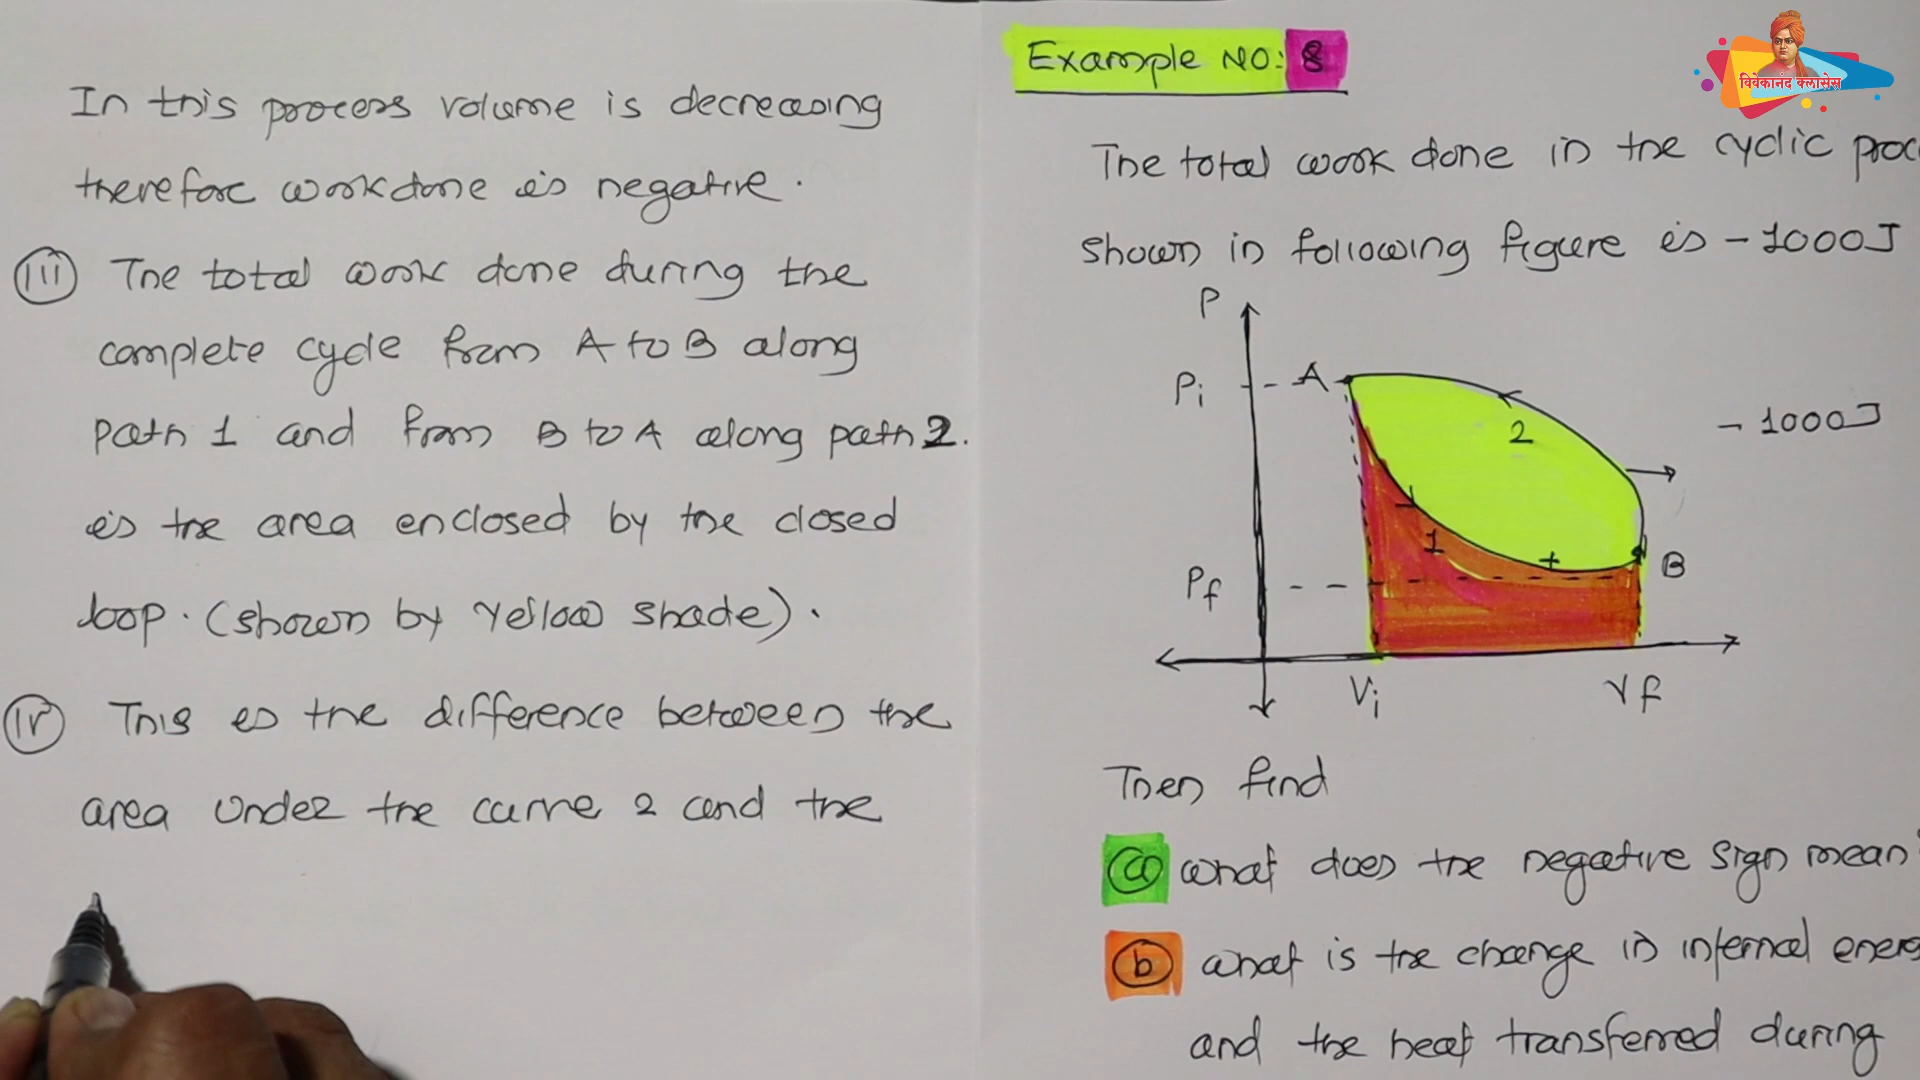 In this process volume is decreasing
therefore workdone is negative.
(iii) The total work done during the
complete cycle from A to B along
path 1 and from B to A along path 2.
is the area enclosed by the closed
loop. (shown by yellow shade).
(iv) This is the difference between the
area under the curve 2 and the
Example NO: 8
विवेकानंद क्लासेस
The total work done in the cyclic proc
shown in following figure is -1000J
P
Pi
A
2
- 1000J
1
+
B
Pf
Vi
Vf
Then find
(a) what does the negative sign mean
(b) what is the change in internal energ
and the heat transferred during